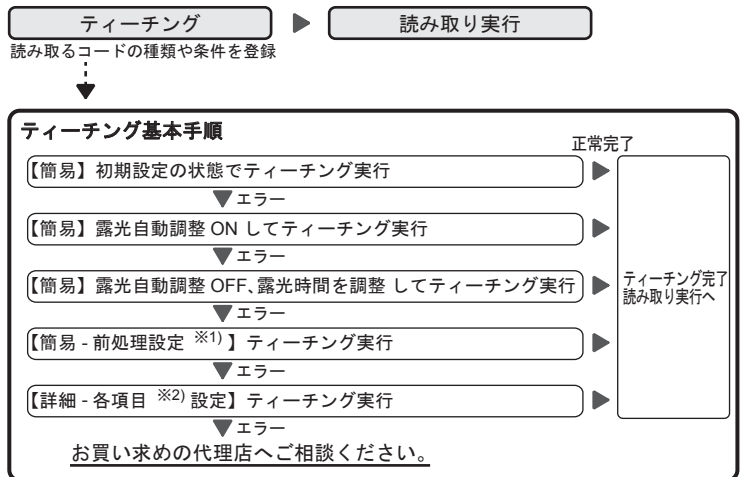 ティーチング
読み取り実行
読み取るコードの種類や条件を登録
ティーチング基本手順
正常完了
【簡易】初期設定の状態でティーチング実行
エラー
【簡易】露光自動調整 ON してティーチング実行
エラー
【簡易】露光自動調整 OFF、露光時間を調整 してティーチング実行
エラー
【簡易 - 前処理設定 ※1) 】ティーチング実行
エラー
【詳細 - 各項目 ※2) 設定】ティーチング実行
エラー
お買い求めの代理店へご相談ください。
ティーチング完了
読み取り実行へ